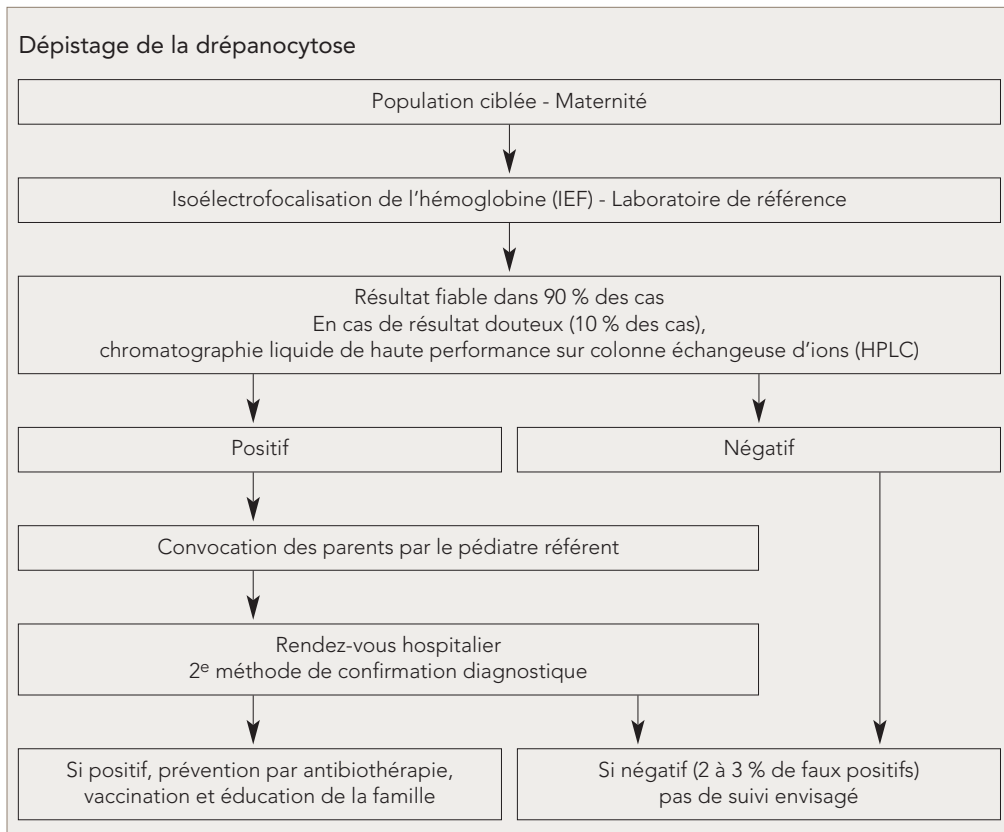 Dépistage de la drépanocytose
Population ciblée - Maternité
Isoélectrofocalisation de l'hémoglobine (IEF) - Laboratoire de référence
Résultat fiable dans 90 % des cas
En cas de résultat douteux (10 % des cas),
chromatographie liquide de haute performance sur colonne échangeuse d'ions (HPLC)
Positif
Négatif
Convocation des parents par le pédiatre référent
Rendez-vous hospitalier
2e méthode de confirmation diagnostique
Si positif, prévention par antibiothérapie,
vaccination et éducation de la famille
Si négatif (2 à 3 % de faux positifs)
pas de suivi envisagé